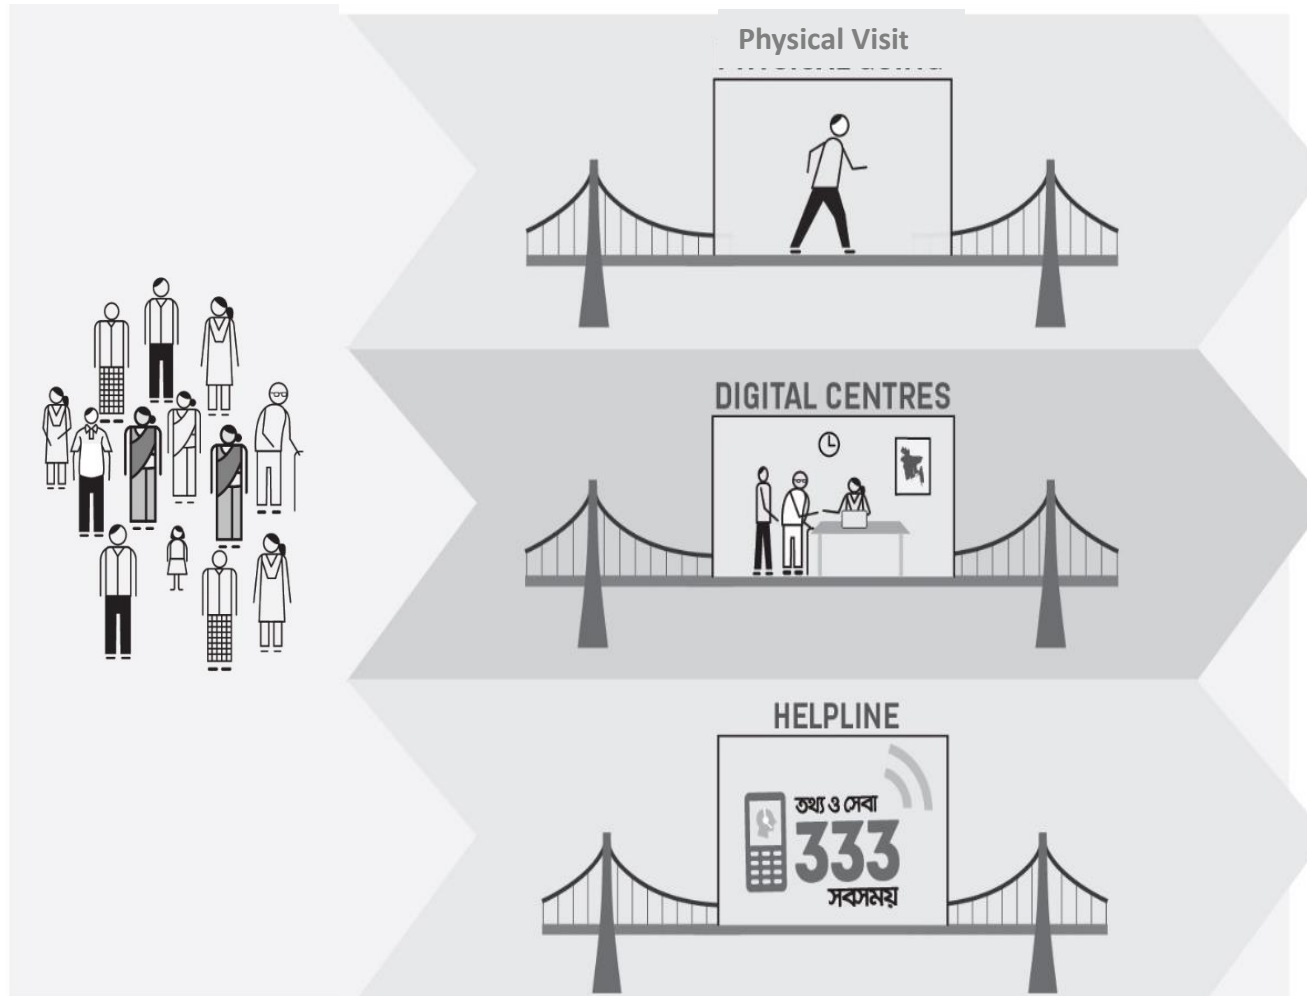 Physical Visit
DIGITAL CENTRES
HELPLINE
তথ্য ও সেবা
333
সবসময়